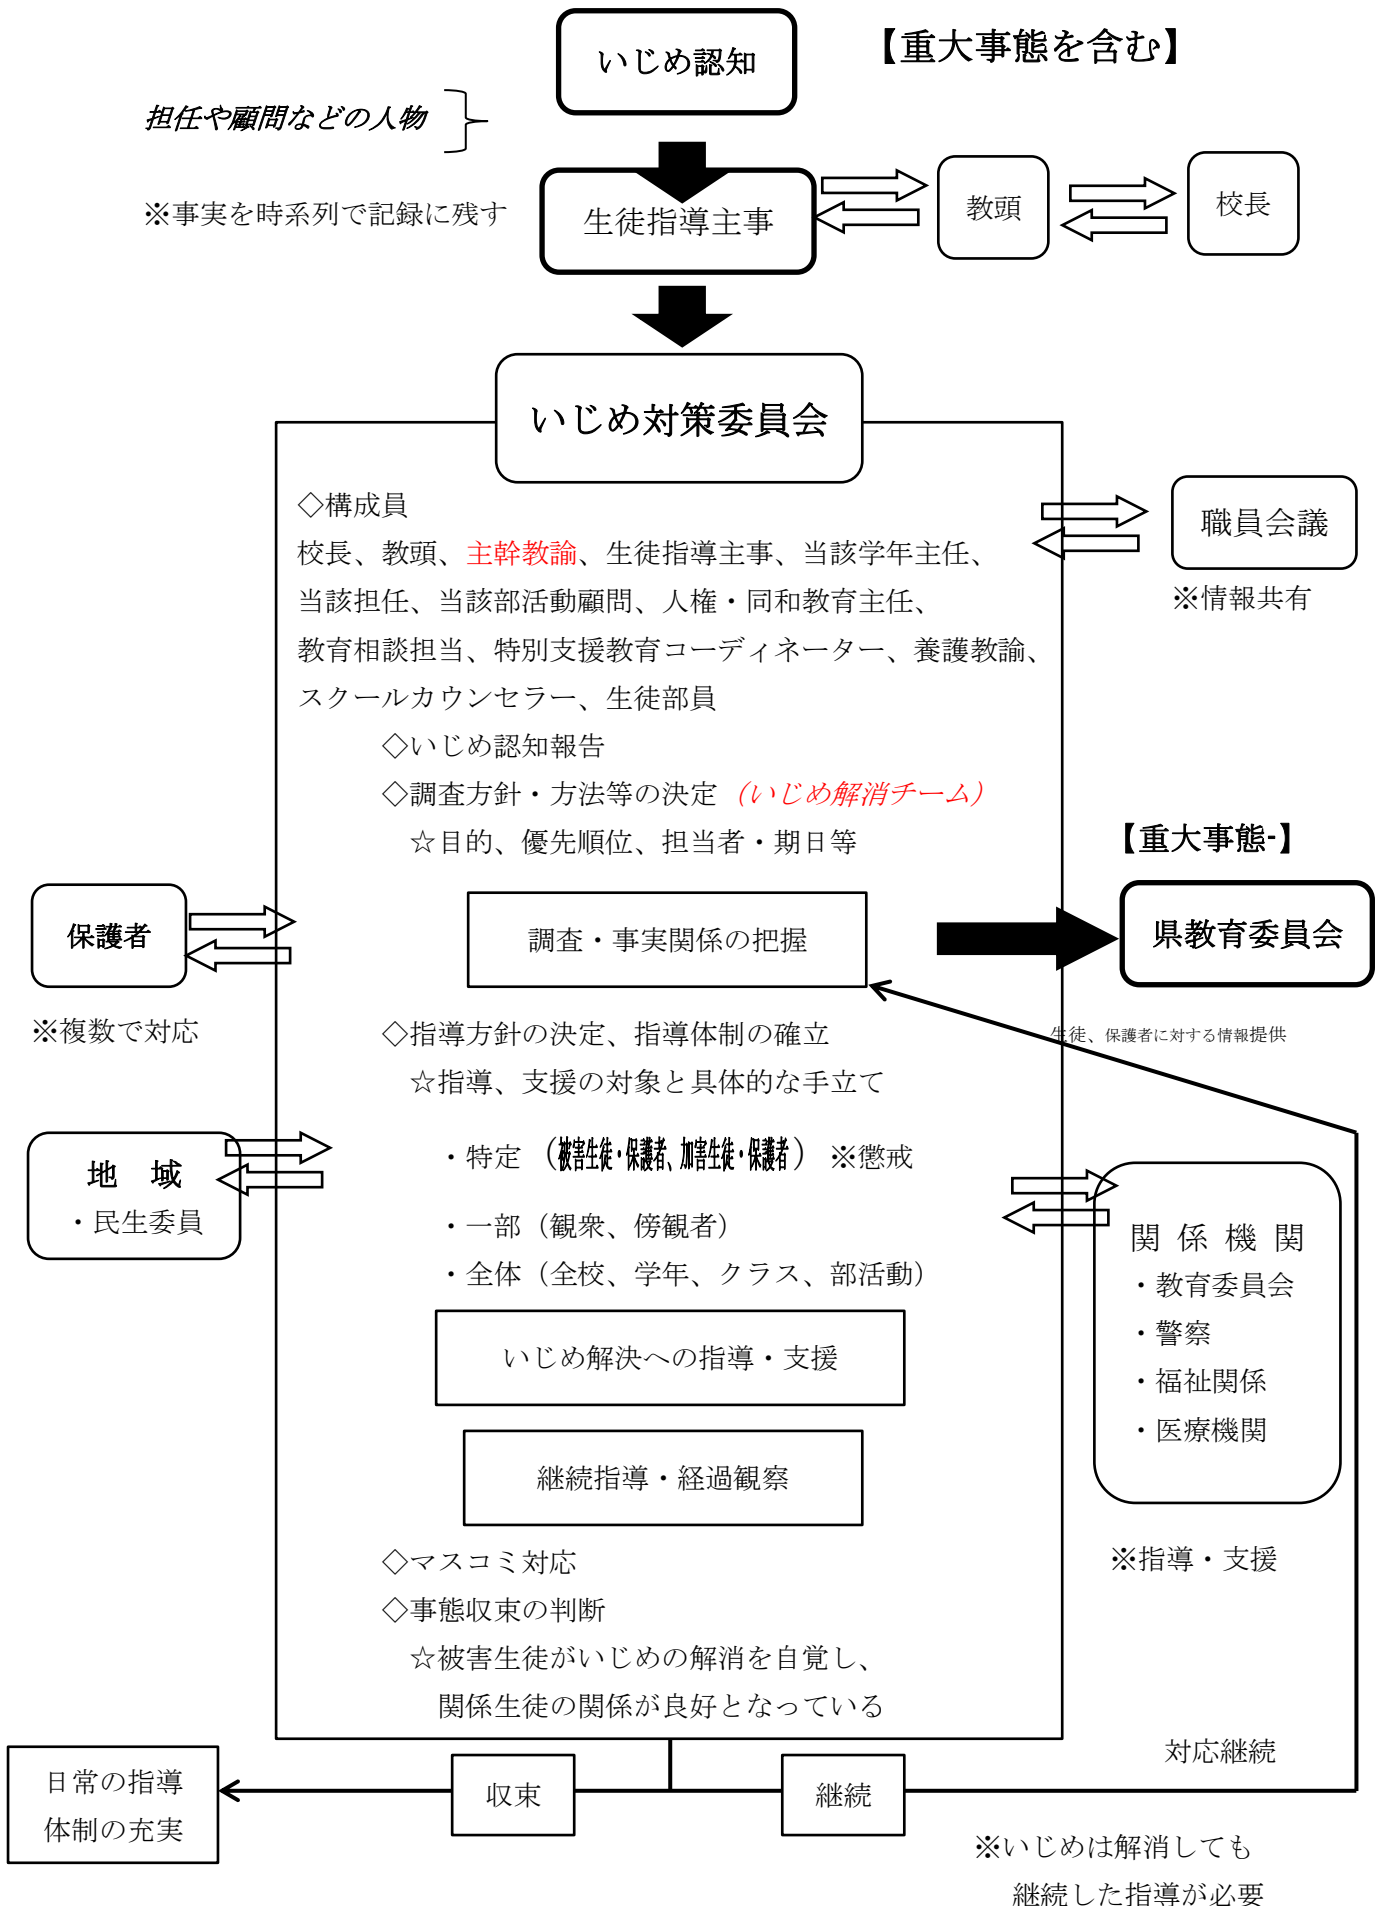 いじめ認知
【重大事態を含む】
担任や顧問などの人物
※事実を時系列で記録に残す
生徒指導主事
教頭
校長
いじめ対策委員会
◇構成員
校長、教頭、主幹教諭、生徒指導主事、当該学年主任、
当該担任、当該部活動顧問、人権・同和教育主任、
教育相談担当、特別支援教育コーディネーター、養護教諭、
スクールカウンセラー、生徒部員
職員会議
※情報共有
◇いじめ認知報告
◇調査方針・方法等の決定（いじめ解消チーム）
☆目的、優先順位、担当者・期日等
【重大事態-】
保護者
※複数で対応
調査・事実関係の把握
県教育委員会
生徒、保護者に対する情報提供
◇指導方針の決定、指導体制の確立
☆指導、支援の対象と具体的な手立て
・特定（被害生徒・保護者、加害生徒・保護者）※懲戒
・一部（観衆、傍観者）
・全体（全校、学年、クラス、部活動）
地　域
・民生委員
関係機関
・教育委員会
・警察
・福祉関係
・医療機関
※指導・支援
いじめ解決への指導・支援
継続指導・経過観察
◇マスコミ対応
◇事態収束の判断
☆被害生徒がいじめの解消を自覚し、
関係生徒の関係が良好となっている
日常の指導
体制の充実
収束
継続
対応継続
※いじめは解消しても
継続した指導が必要